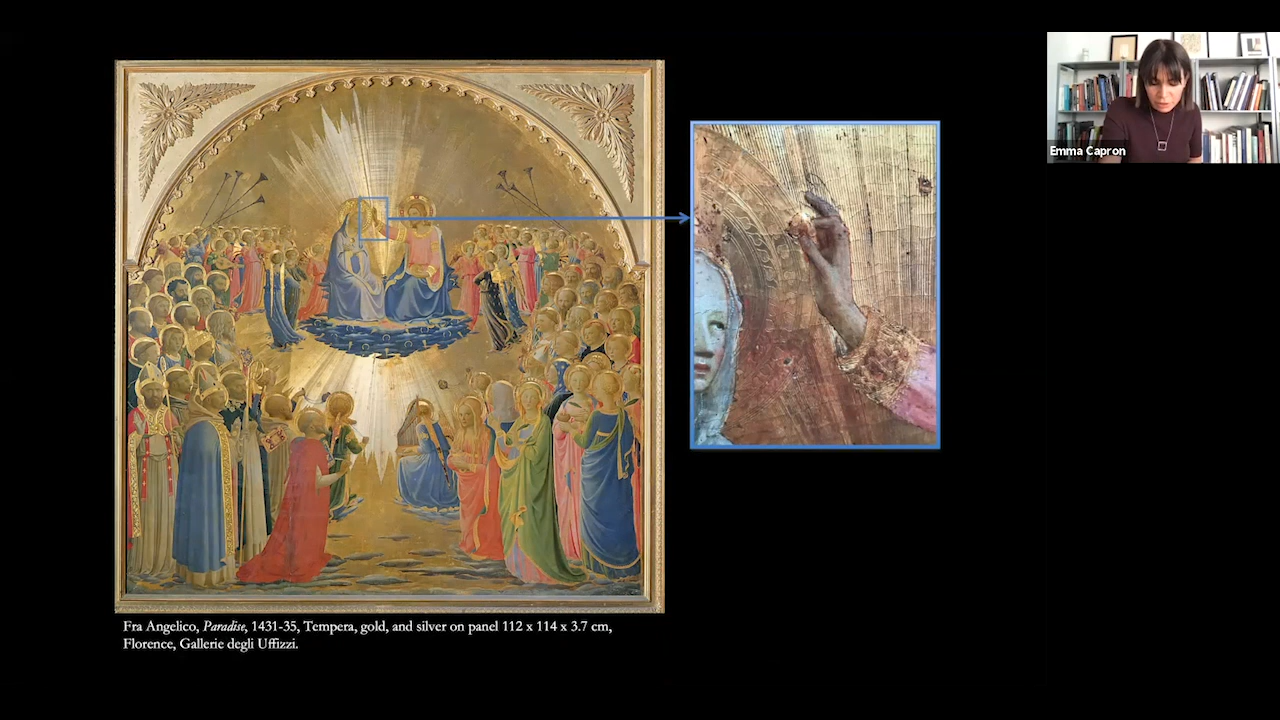 Emma Capron
Fra Angelico, Paradise, 1431-35, Tempera, gold, and silver on panel 112 x 114 x 3.7 cm,
Florence, Gallerie degli Uffizzi.